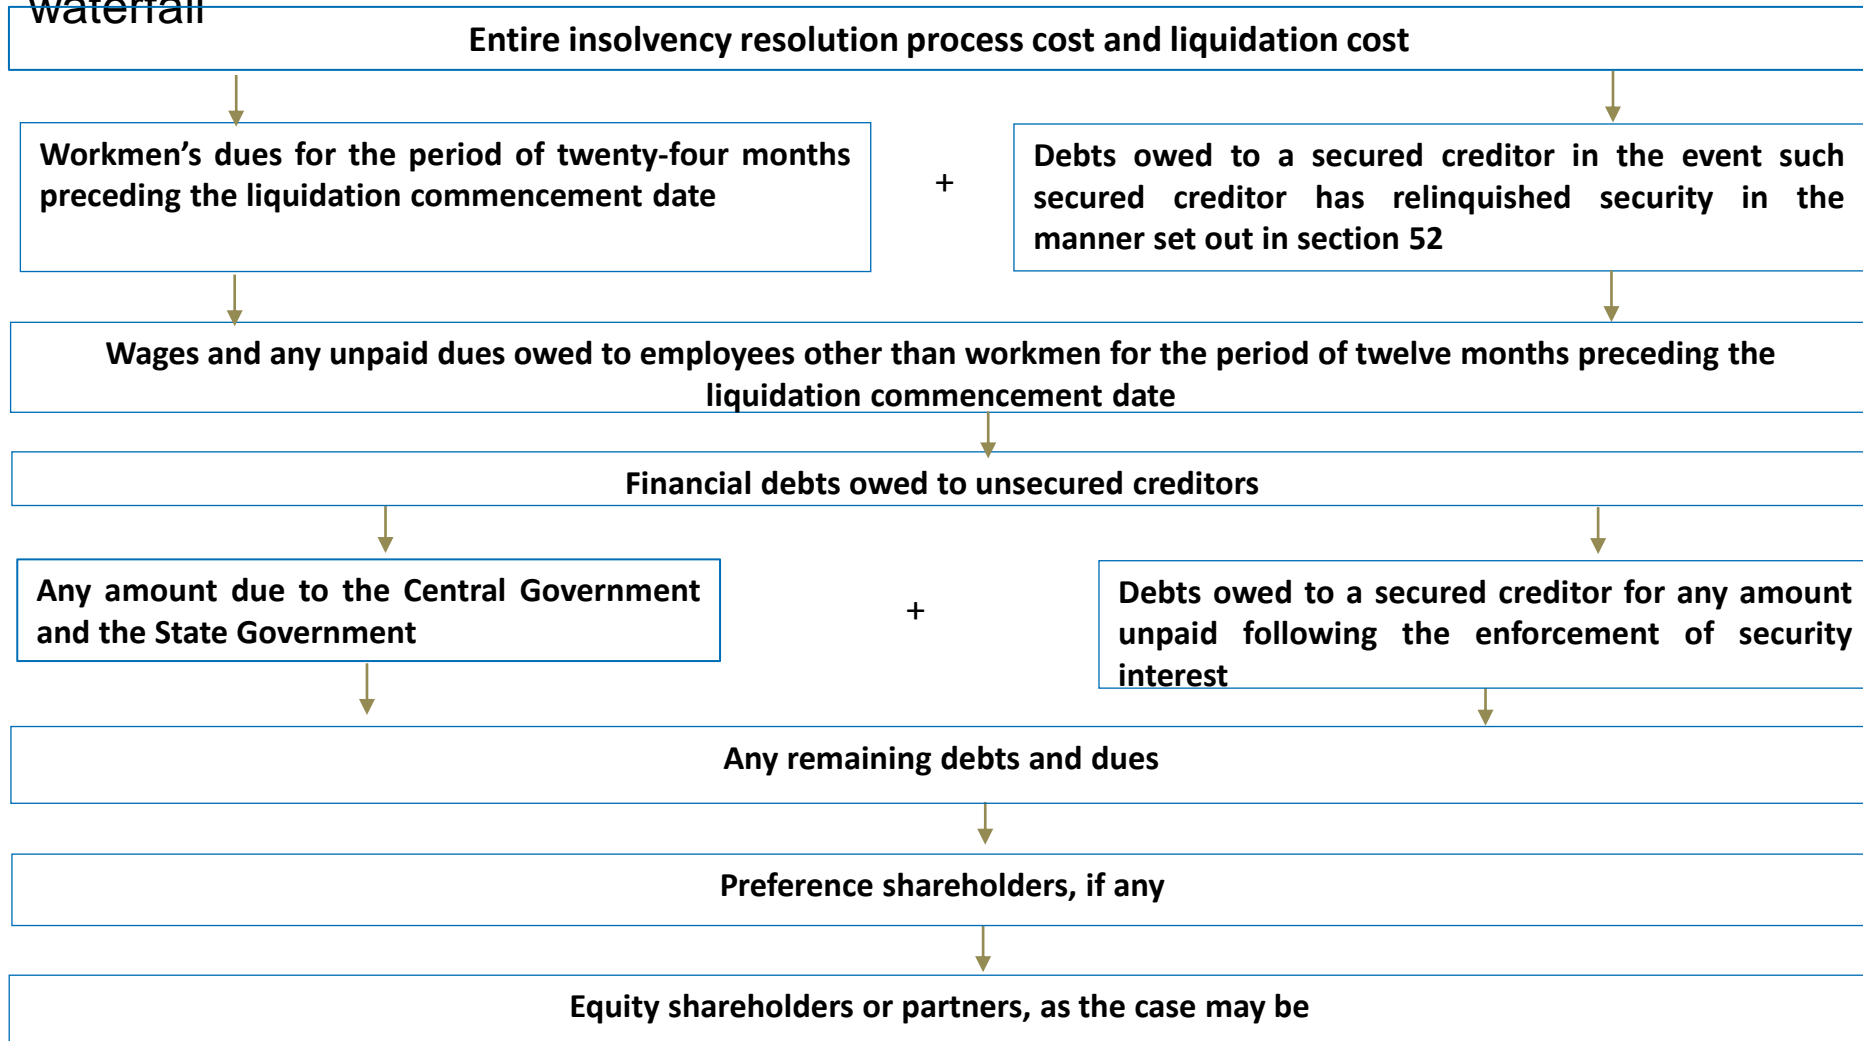 waterfall
Entire insolvency resolution process cost and liquidation cost
Workmen’s dues for the period of twenty-four months
preceding the liquidation commencement date
+
Debts owed to a secured creditor in the event such
secured creditor has relinquished security in the
manner set out in section 52
Wages and any unpaid dues owed to employees other than workmen for the period of twelve months preceding the
liquidation commencement date
Financial debts owed to unsecured creditors
Any amount due to the Central Government
and the State Government
+
Debts owed to a secured creditor for any amount
unpaid following the enforcement of security
interest
Any remaining debts and dues
Preference shareholders, if any
Equity shareholders or partners, as the case may be